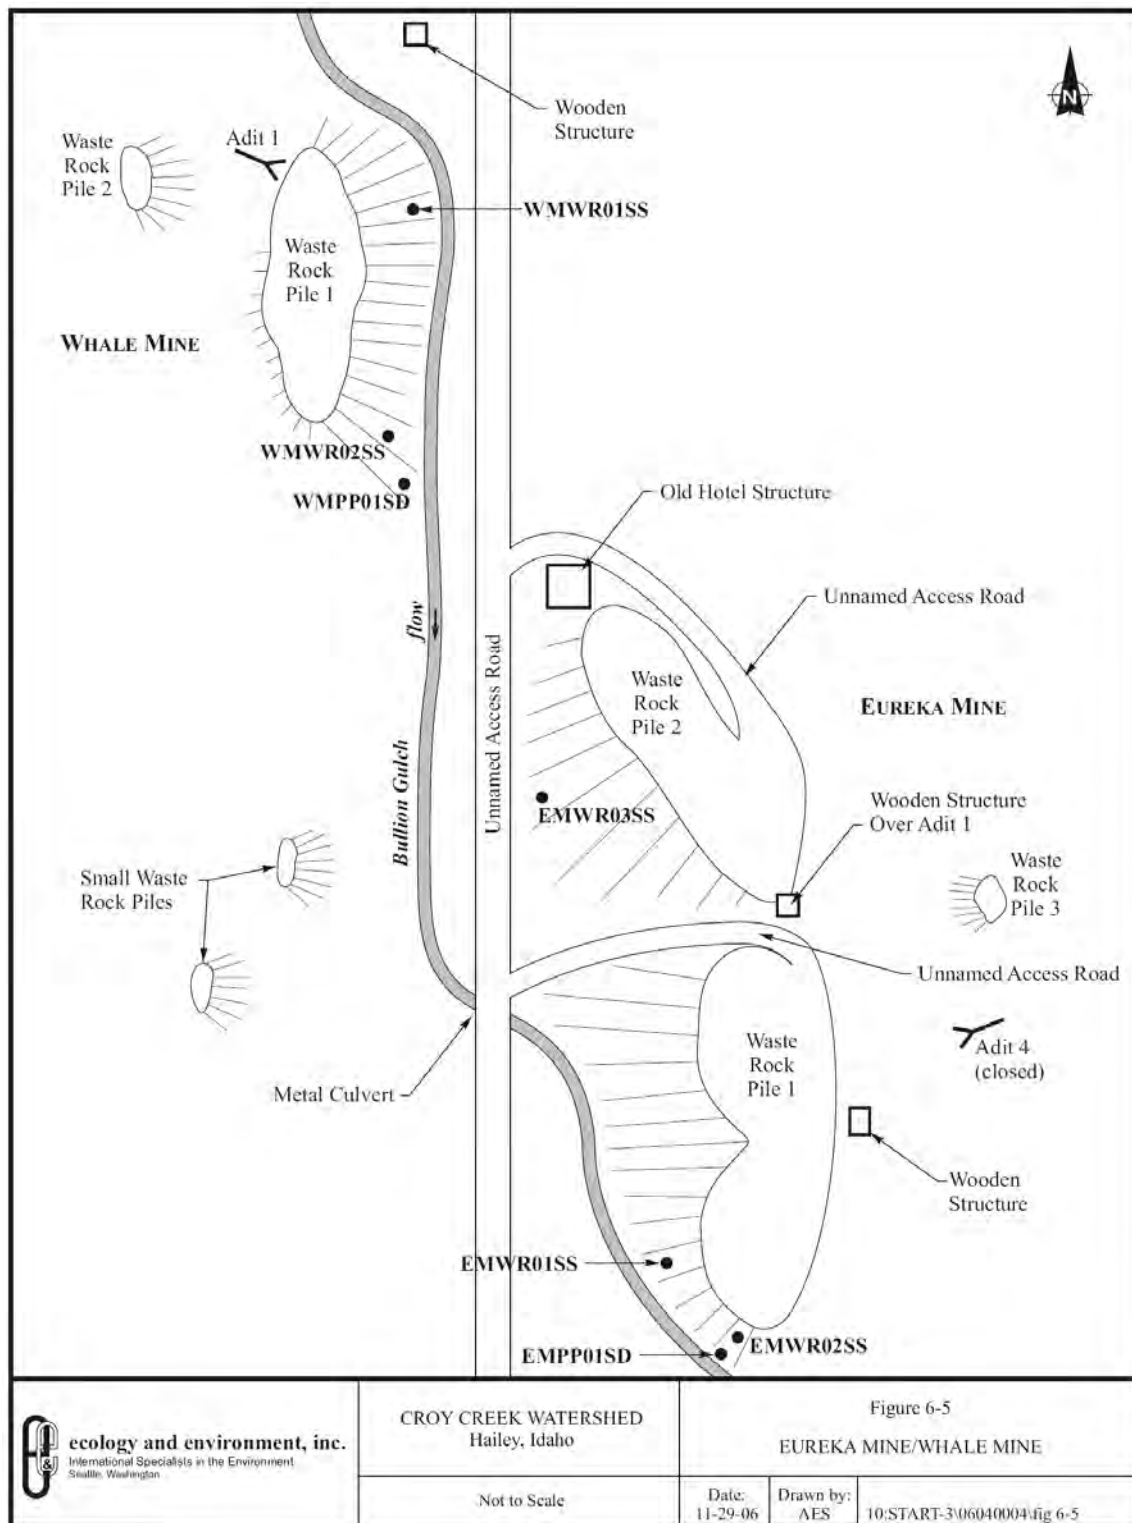 Wooden
Structure
N
Waste
Rock
Pile 2
Adit 1
WMWR01SS
Waste
Rock
Pile 1
WHALE MINE
WMWR02SS
WMPP01SD
Old Hotel Structure
flow
Unnamed Access Road
Unnamed Access Road
Waste
Rock
Pile 2
EUREKA MINE
Bullion Gulch
EMWR03SS
Wooden Structure
Over Adit 1
Small Waste
Rock Piles
Waste
Rock
Pile 3
Unnamed Access Road
Metal Culvert
Waste
Rock
Pile 1
Adit 4
(closed)
Wooden
Structure
EMWR01SS
EMWR02SS
EMPP01SD
ecology and environment, inc.
International Specialists in the Environment
Seattle, Washington
CROY CREEK WATERSHED
Hailey, Idaho
Not to Scale
Figure 6-5
EUREKA MINE/WHALE MINE
Date:
11-29-06
Drawn by:
AES
10:START-3\06040004\fig 6-5